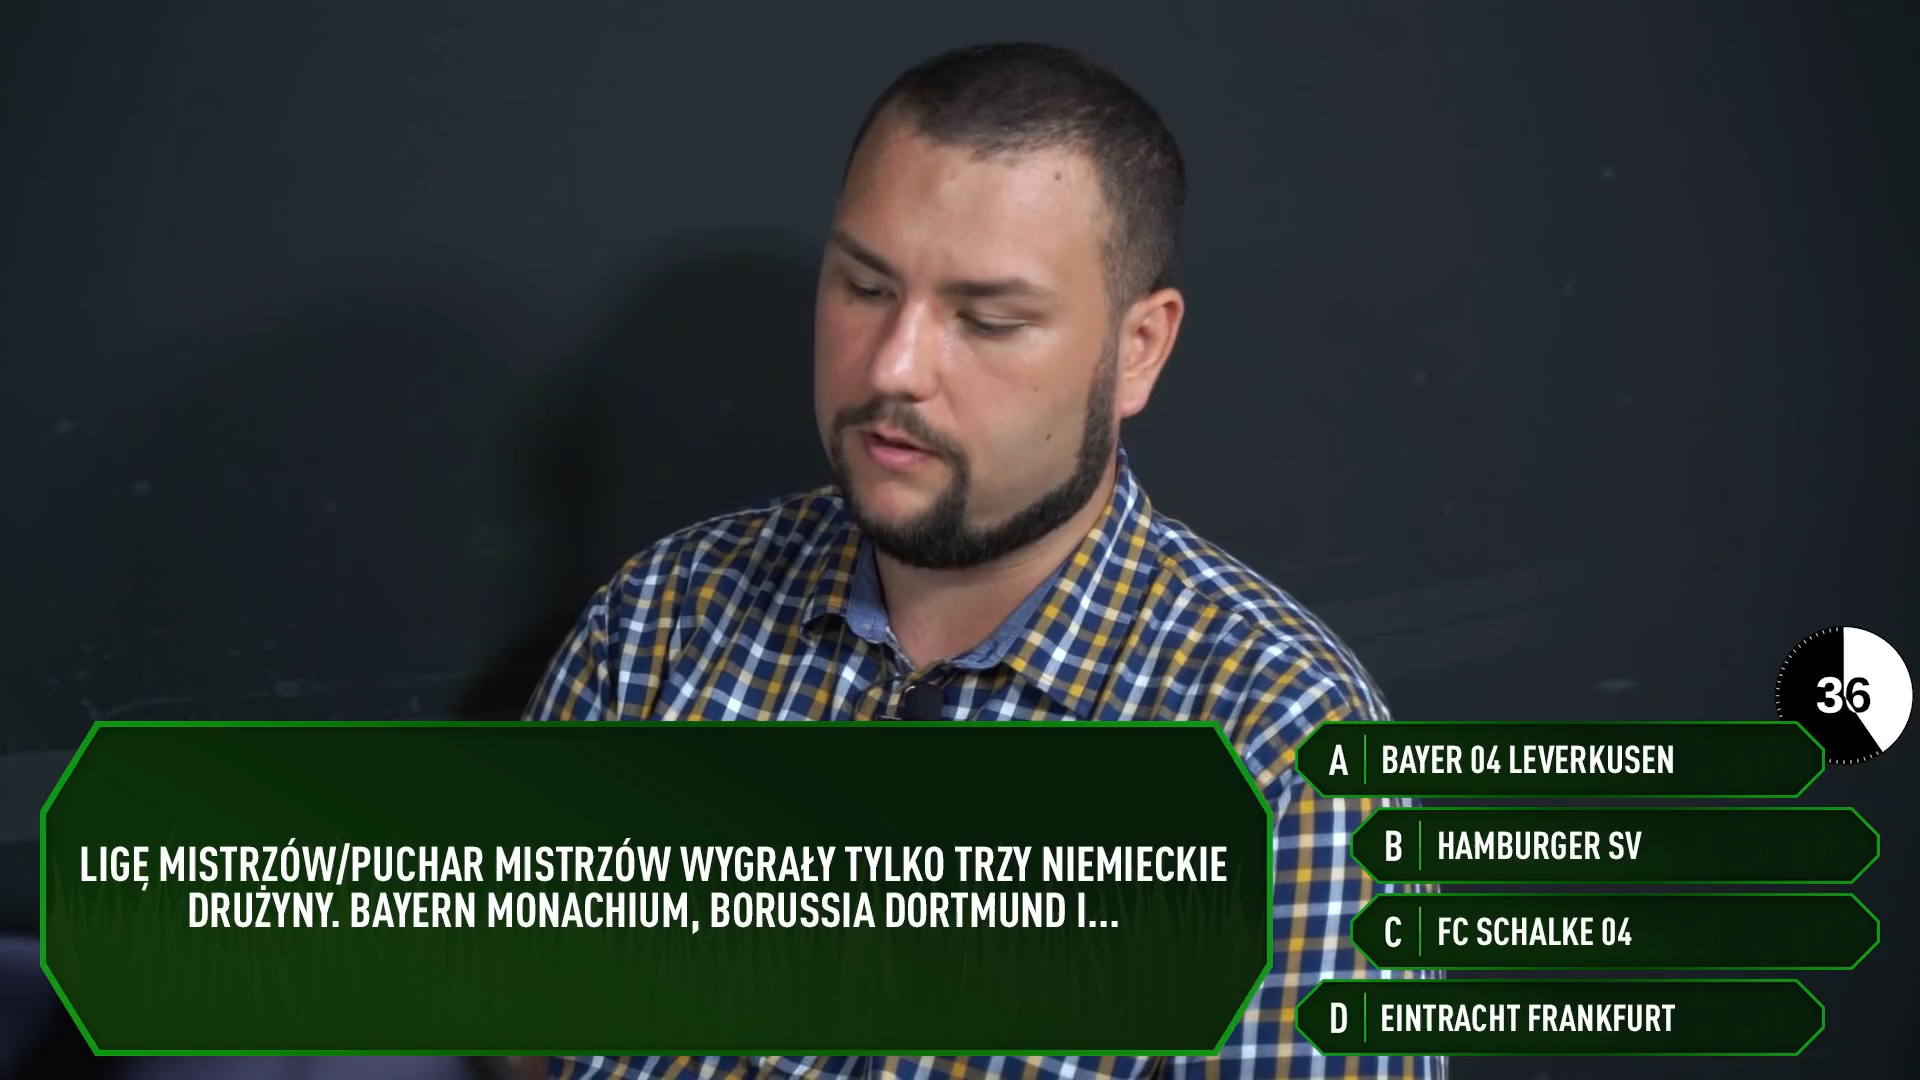 36
LIGĘ MISTRZÓW/PUCHAR MISTRZÓW WYGRAŁY TYLKO TRZY NIEMIECKIE
DRUŻYNY. BAYERN MONACHIUM, BORUSSIA DORTMUND I...
A BAYER 04 LEVERKUSEN
B HAMBURGER SV
C FC SCHALKE 04
D EINTRACHT FRANKFURT